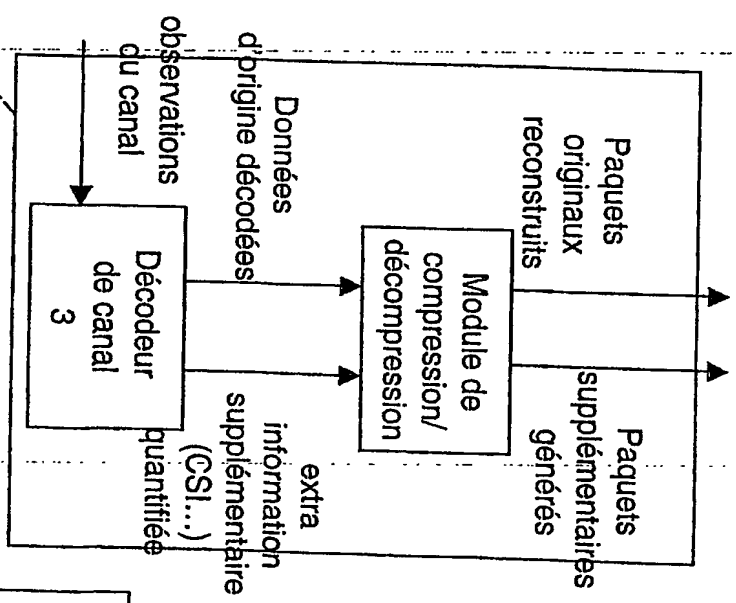 observations
du canal
Décodeur
de canal
3
Données
d'origine décodées
extra
information
supplémentaire
(CSI...)
quantifiée
Module de
compression/
décompression
Paquets
originaux
reconstruits
Paquets
supplémentaires
générés